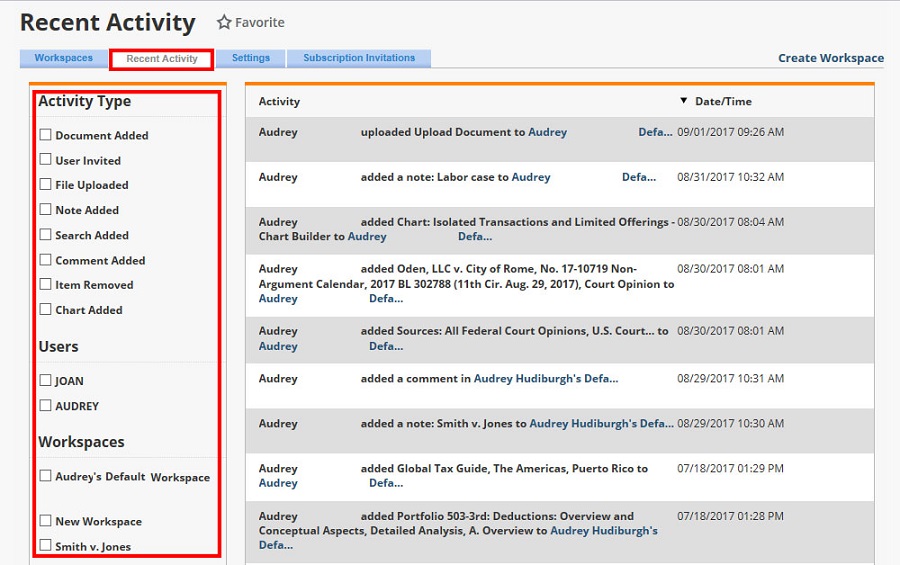 Recent Activity Favorite
Workspaces Recent Activity Settings Subscription Invitations Create Workspace
Activity Type
Document Added
User Invited
File Uploaded
Note Added
Search Added
Comment Added
Item Removed
Chart Added
Users
JOAN
AUDREY
Workspaces
Audrey's Default Workspace
New Workspace
Smith v. Jones
Activity Date/Time
Audrey uploaded Upload Document to Audrey Defa... 09/01/2017 09:26 AM
Audrey added a note: Labor case to Audrey Defa... 08/31/2017 10:32 AM
Audrey added Chart: Isolated Transactions and Limited Offerings - 08/30/2017 08:04 AM
Chart Builder to Audrey Defa...
Audrey added Oden, LLC v. City of Rome, No. 17-10719 Non- 08/30/2017 08:01 AM
Argument Calendar, 2017 BL 302788 (11th Cir. Aug. 29, 2017), Court Opinion to
Audrey Defa...
Audrey added Sources: All Federal Court Opinions, U.S. Court... to 08/30/2017 08:01 AM
Audrey Defa...
Audrey added a comment in Audrey Hudiburgh's Defa... 08/29/2017 10:31 AM
Audrey added a note: Smith v. Jones to Audrey Hudiburgh's Defa... 08/29/2017 10:30 AM
Audrey added Global Tax Guide, The Americas, Puerto Rico to 07/18/2017 01:29 PM
Audrey Defa...
Audrey added Portfolio 503-3rd: Deductions: Overview and 07/18/2017 01:28 PM
Conceptual Aspects, Detailed Analysis, A. Overview to Audrey Hudiburgh's
Defa...